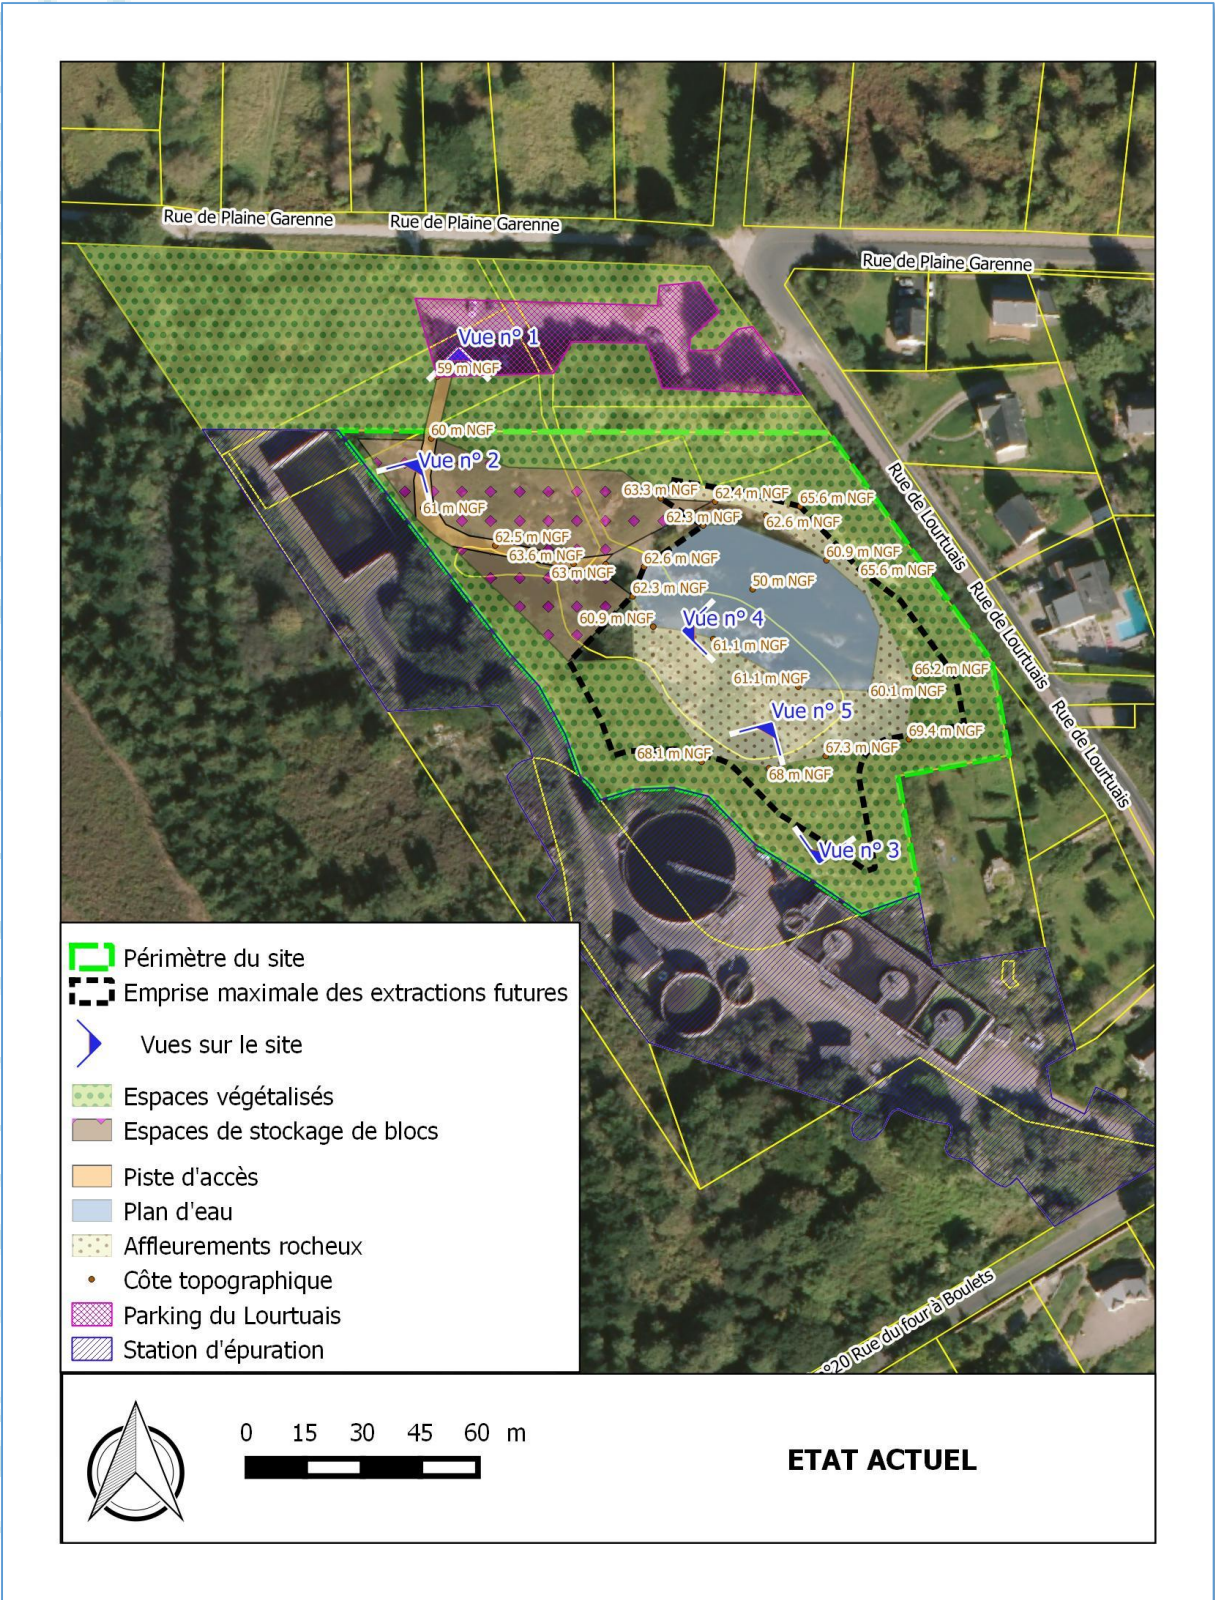 Rue de Plaine Garenne
Rue de Plaine Garenne
Rue de Plaine Garenne
Vue n° 1
59 m NGF
60 m NGF
Vue n° 2
61 m NGF
63.3 m NGF
62.4 m NGF
65.6 m NGF
62.3 m NGF
62.6 m NGF
62.5 m NGF
63.6 m NGF
63 m NGF
62.6 m NGF
60.9 m NGF
65.6 m NGF
50 m NGF
62.3 m NGF
60.9 m NGF
Vue n° 4
61.1 m NGF
61.1 m NGF
66.2 m NGF
60.1 m NGF
Vue n° 5
69.4 m NGF
68.1 m NGF
67.3 m NGF
68 m NGF
Vue n° 3
Rue de Lourtuais
Rue de Lourtuais
Rue de Lourtuais
Périmètre du site
Emprise maximale des extractions futures
Vues sur le site
Espaces végétalisés
Espaces de stockage de blocs
Piste d'accès
Plan d'eau
Affleurements rocheux
Côte topographique
Parking du Lourtuais
Station d'épuration
°20 Rue du four à Boulets
0 15 30 45 60 m
ETAT ACTUEL